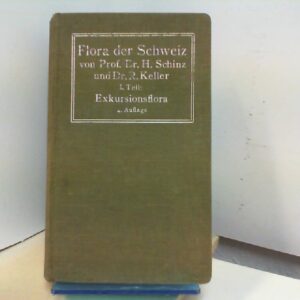 Flora der Schweiz
von Prof. Dr. H. Schinz
und Dr. R. Keller
I. Teil:
Exkursionsflora
4. Auflage